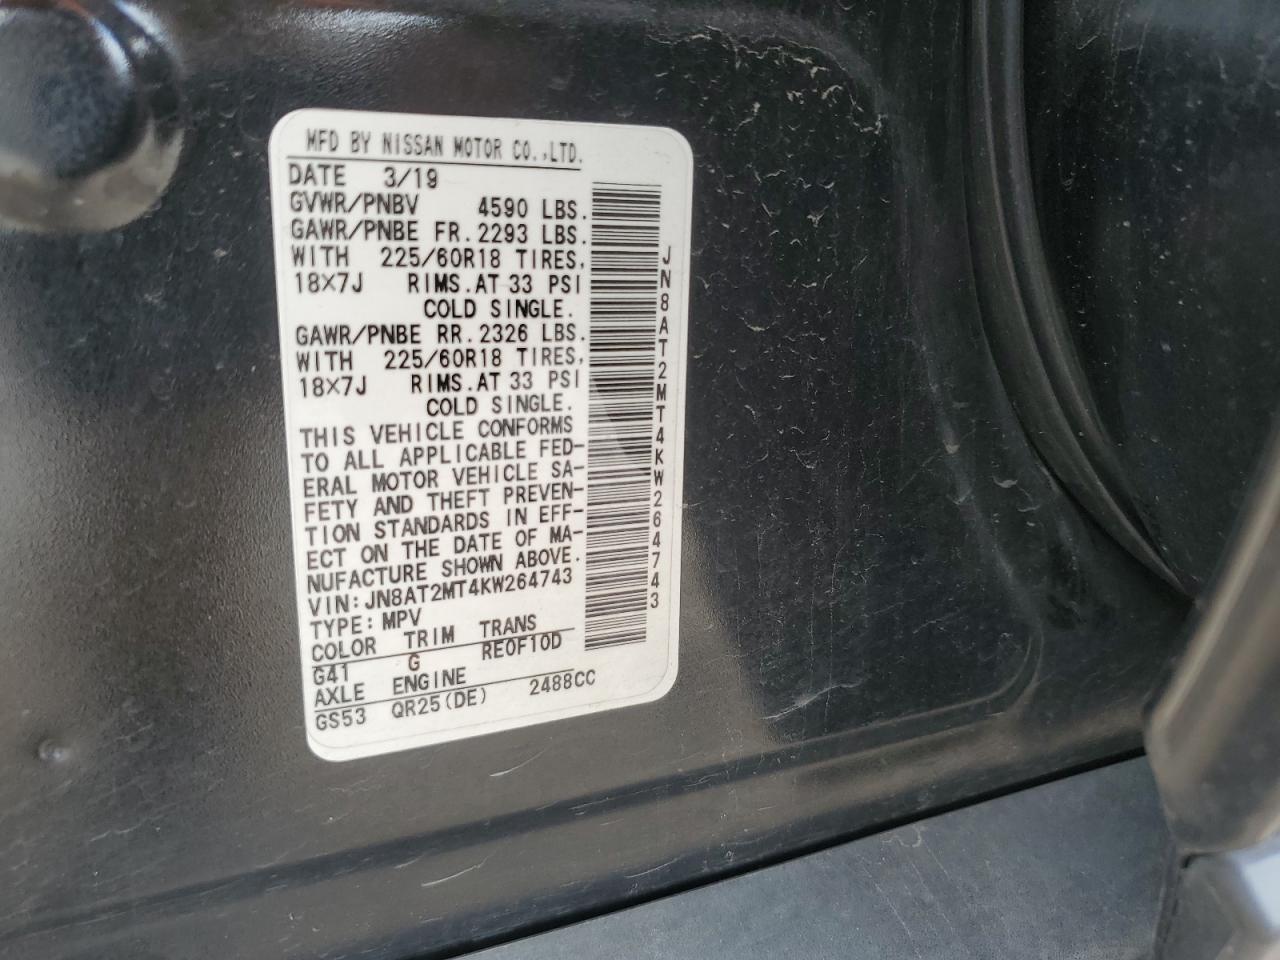 MFD BY NISSAN MOTOR CO.,LTD.
DATE 3/19
GVWR/PNBV 4590 LBS.
GAWR/PNBE FR.2293 LBS.
WITH 225/60R18 TIRES,
18×7J RIMS.AT 33 PSI
COLD SINGLE.
GAWR/PNBE RR.2326 LBS.
WITH 225/60R18 TIRES,
18×7J RIMS.AT 33 PSI
COLD SINGLE.
THIS VEHICLE CONFORMS
TO ALL APPLICABLE FED-
ERAL MOTOR VEHICLE SA-
FETY AND THEFT PREVEN-
TION STANDARDS IN EFF-
ECT ON THE DATE OF MA-
NUFACTURE SHOWN ABOVE.
VIN:JN8AT2MT4KW264743
TYPE:MPV
COLOR TRIM TRANS
G41 G RE0F10D
AXLE ENGINE
GS53 QR25(DE) 2488CC
JN8AT2MT4KW264743